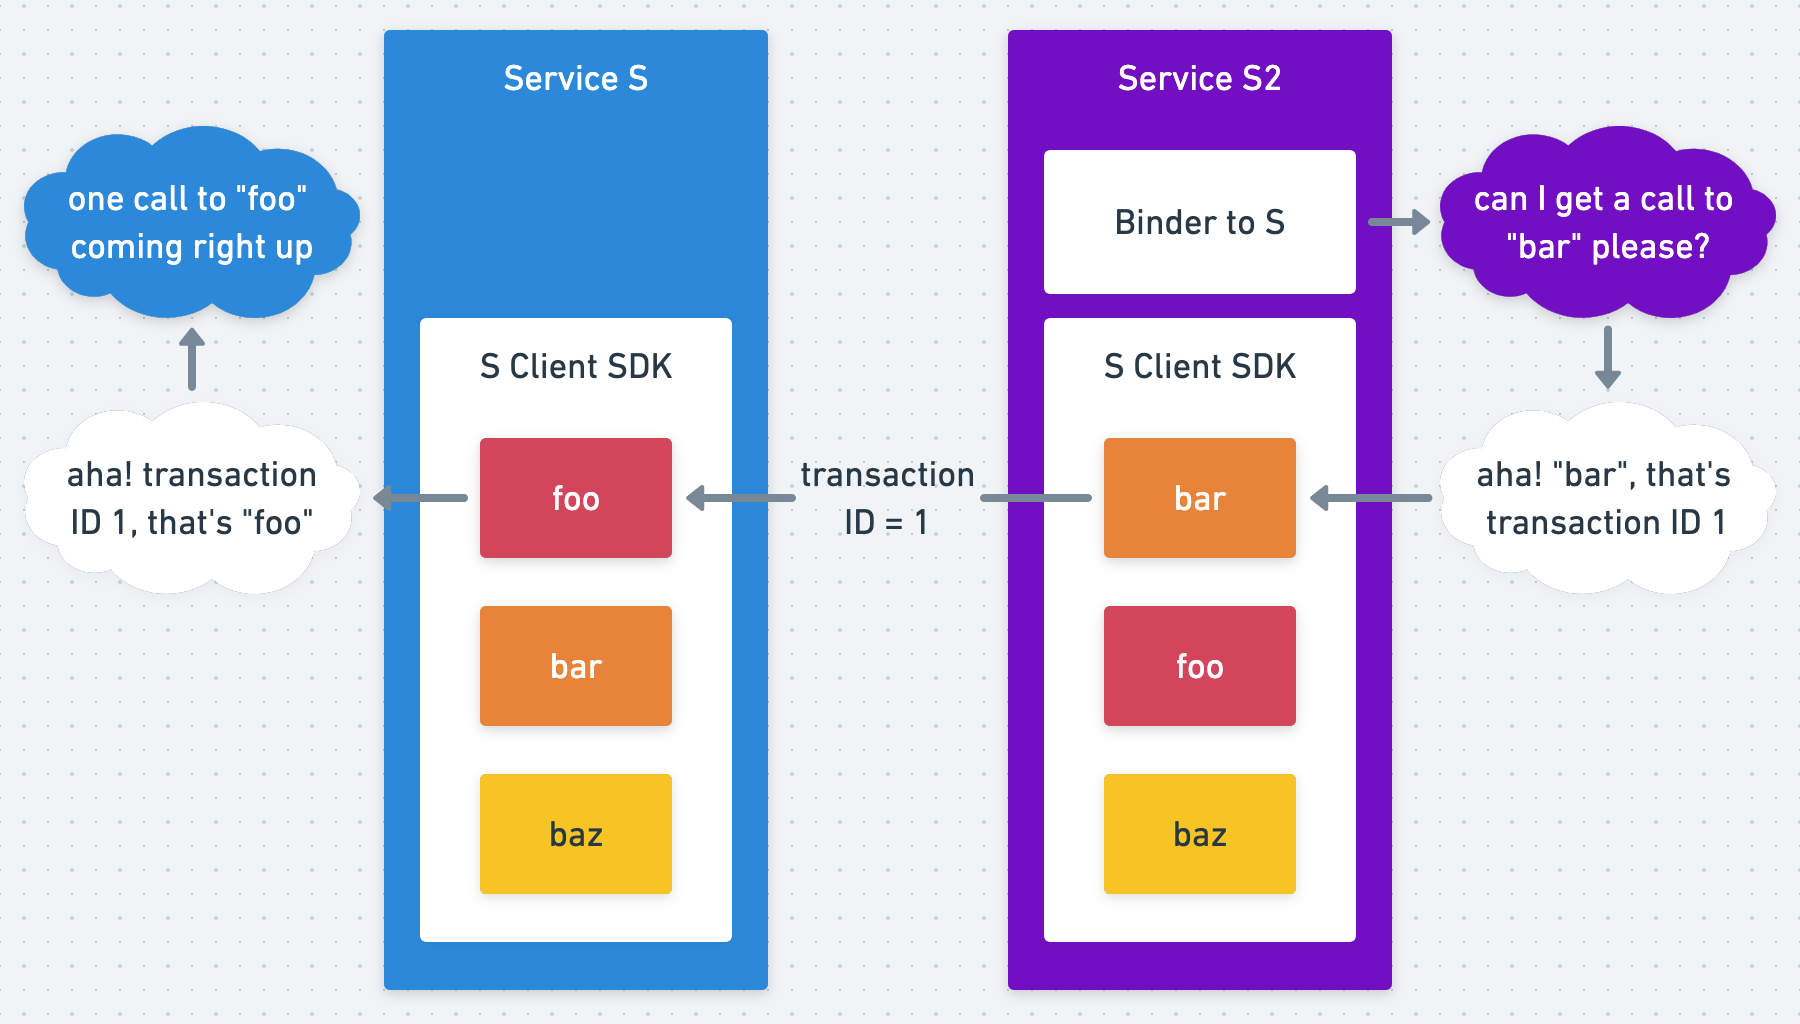 Service S
Service S2
one call to "foo"
coming right up
Binder to S
can I get a call to
"bar" please?
S Client SDK
S Client SDK
aha! transaction
ID 1, that's "foo"
foo
transaction
ID = 1
bar
aha! "bar", that's
transaction ID 1
bar
foo
baz
baz